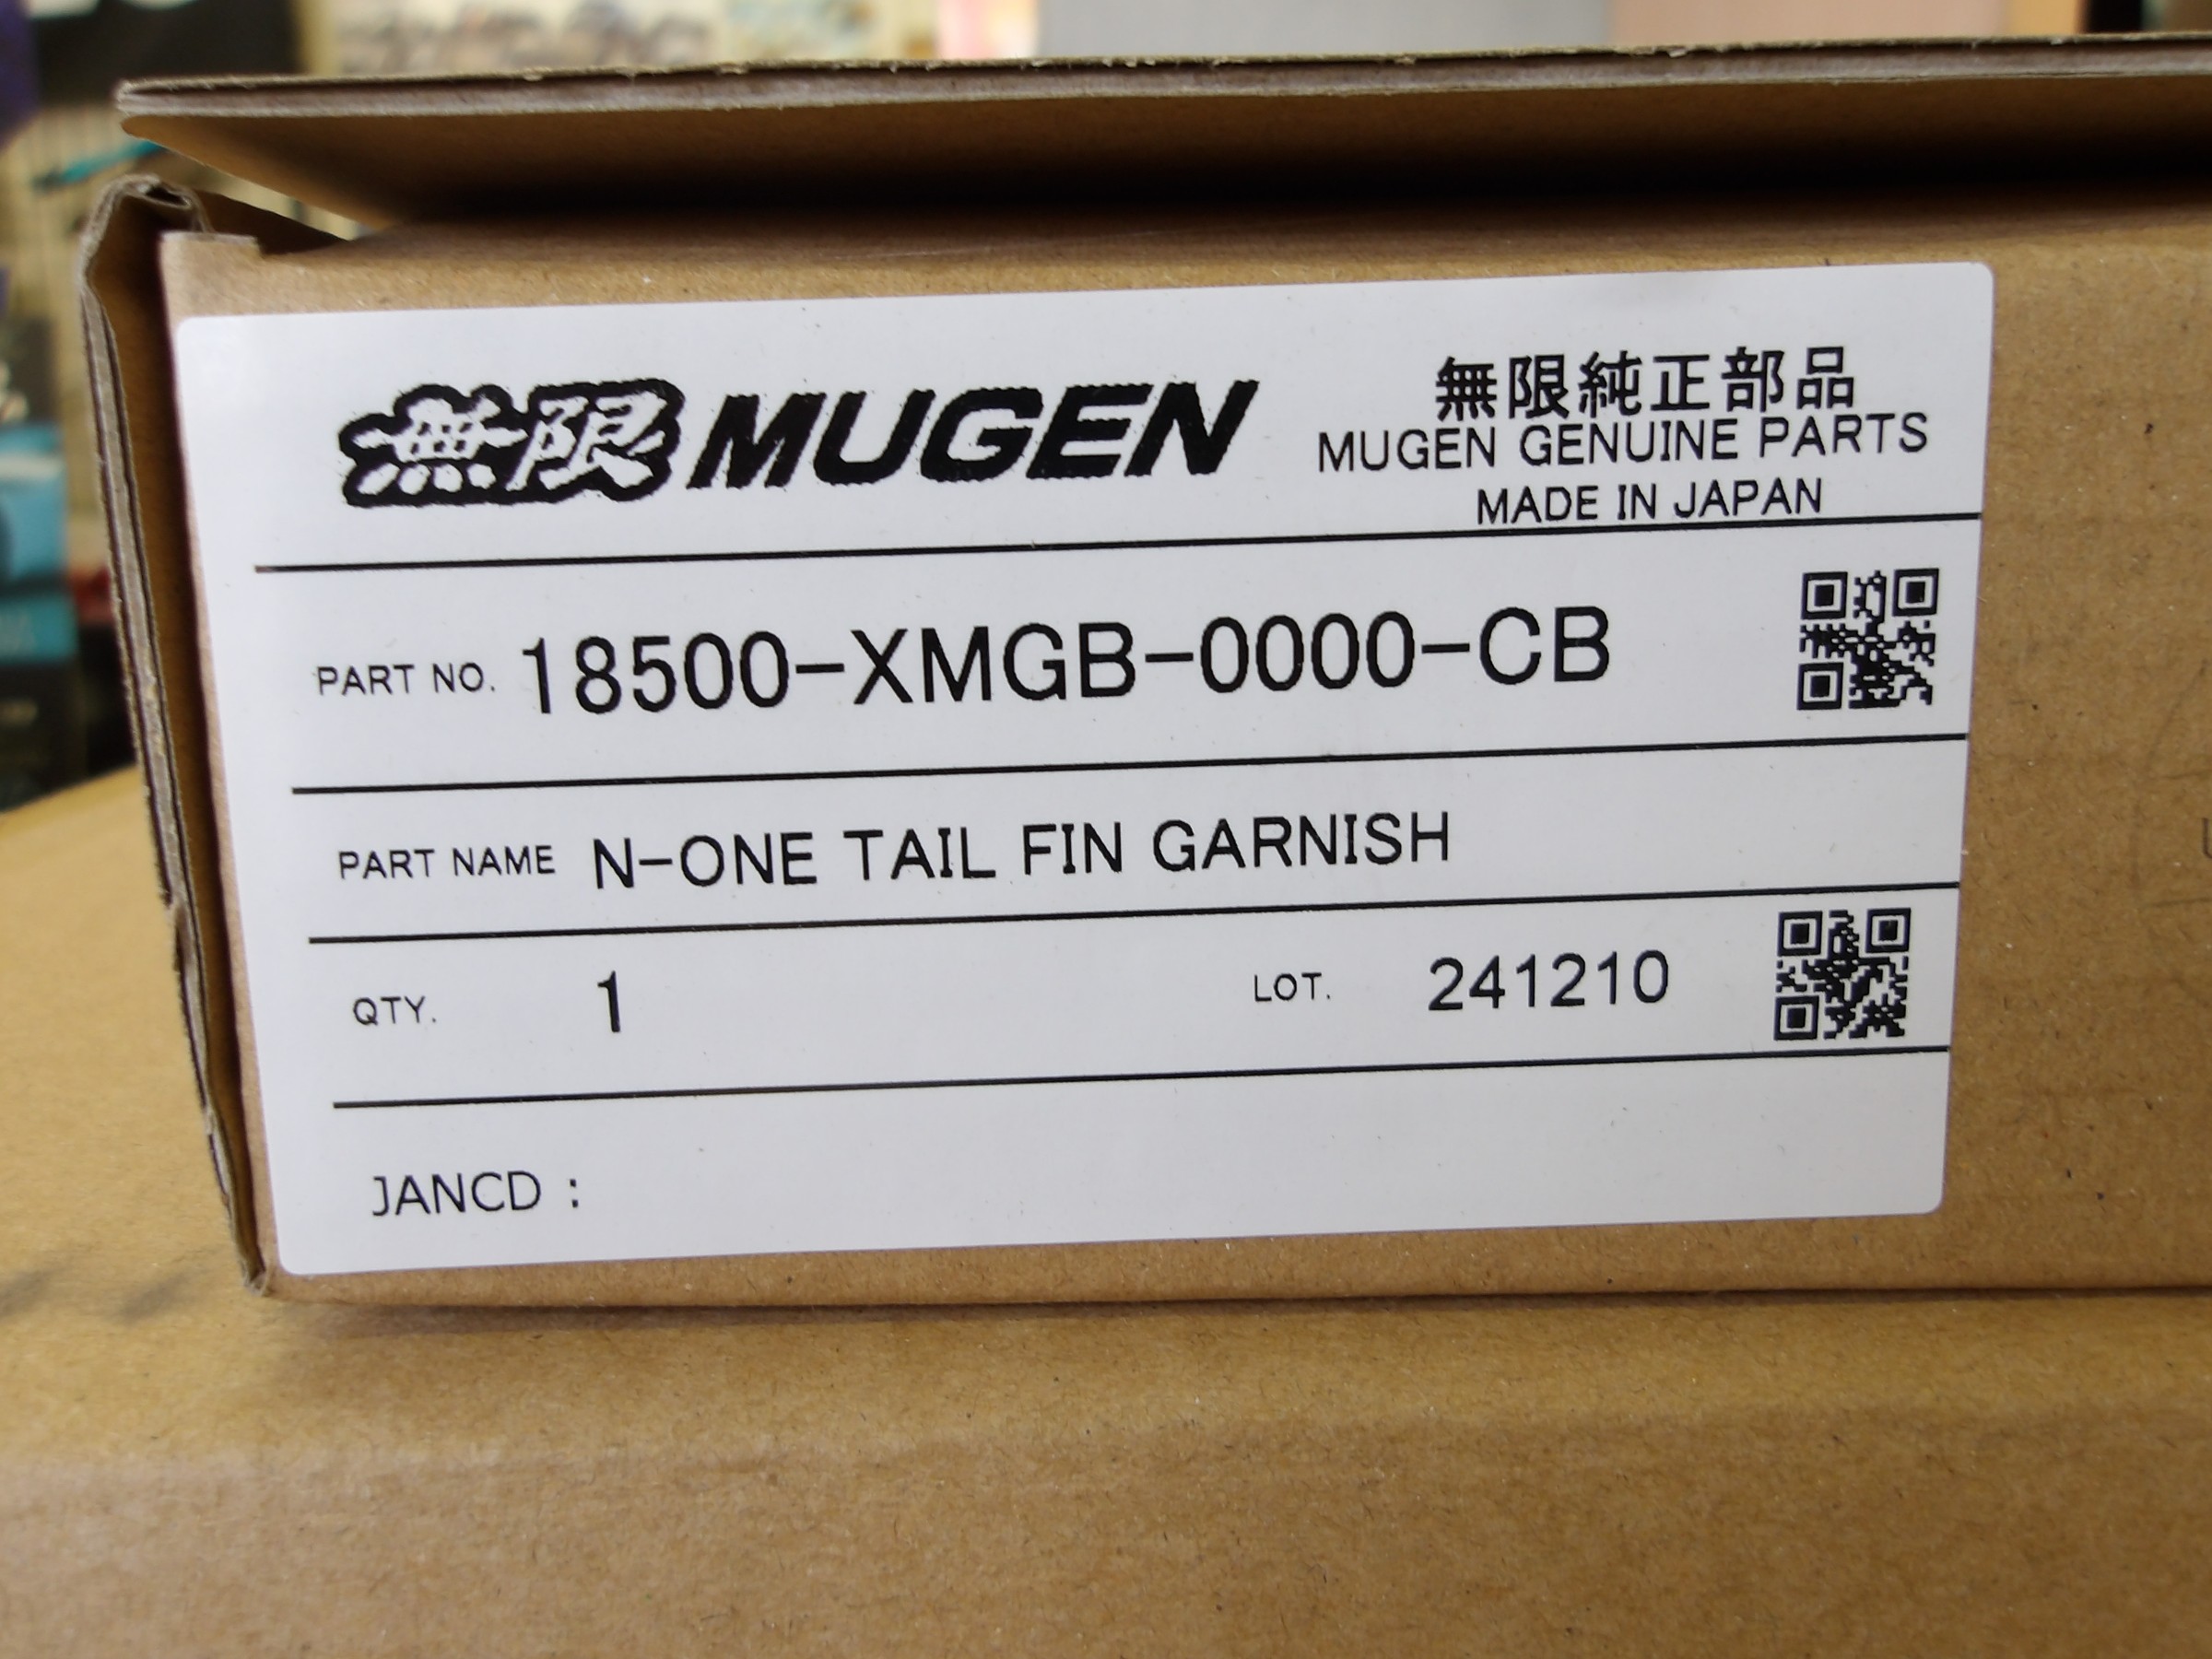 無限 MUGEN
無限純正部品
MUGEN GENUINE PARTS
MADE IN JAPAN
PART NO. 18500-XMGB-0000-CB
PART NAME N-ONE TAIL FIN GARNISH
QTY. 1 LOT. 241210
JANCD :